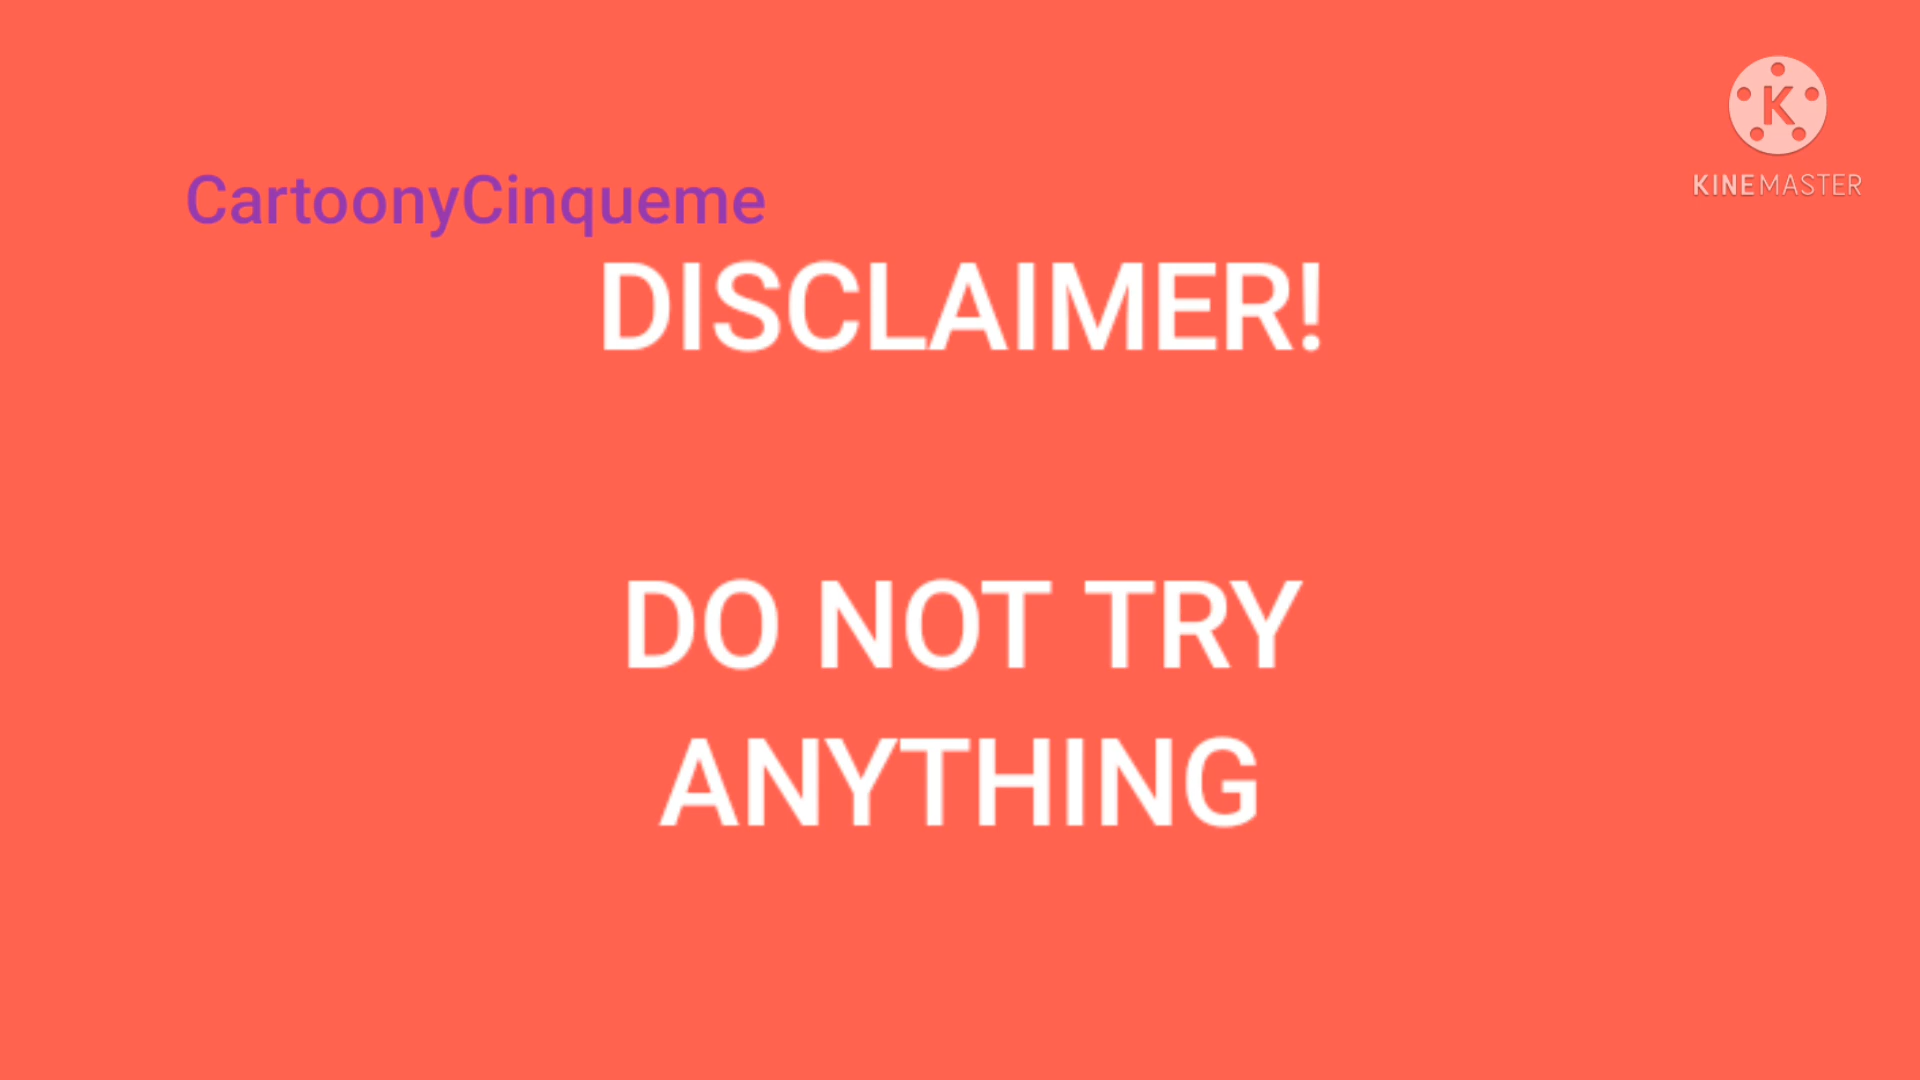 K
KINEMASTER
CartoonyCinqueme
DISCLAIMER!
DO NOT TRY
ANYTHING